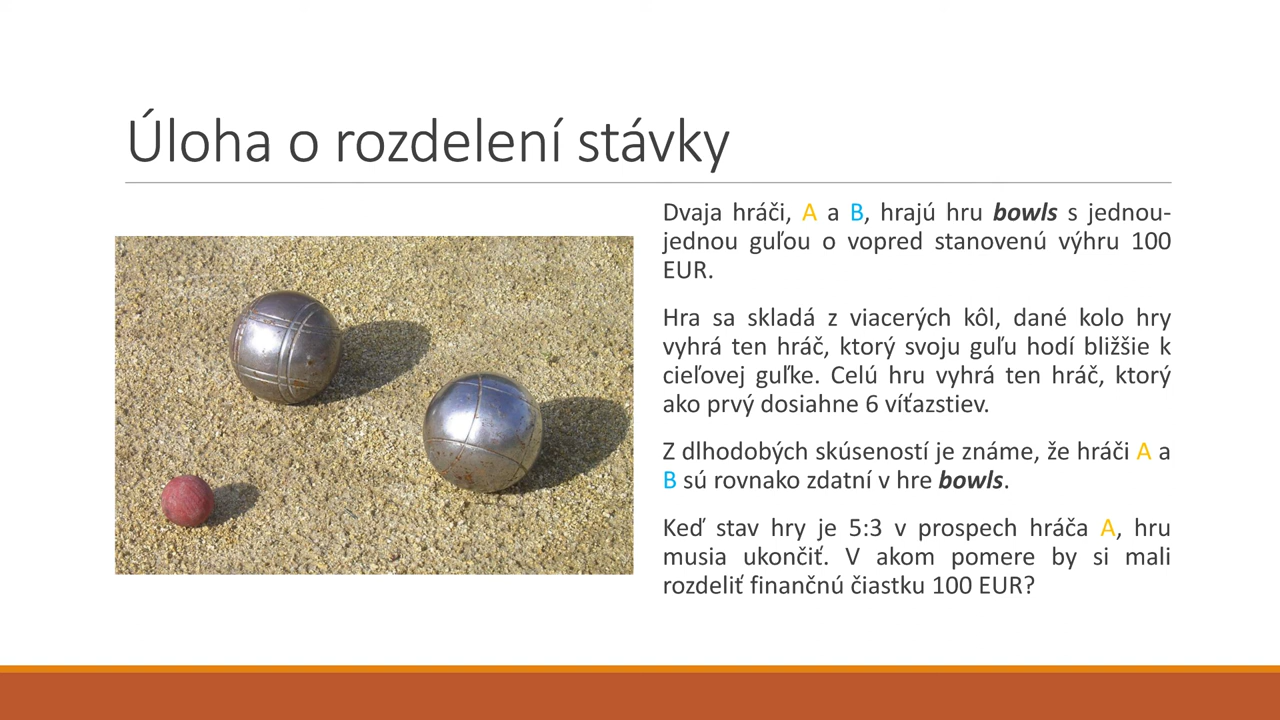 Úloha o rozdelení stávky
Dvaja hráči, A a B, hrajú hru bowls s jednou-
jednou guľou o vopred stanovenú výhru 100
EUR.
Hra sa skladá z viacerých kôl, dané kolo hry
vyhrá ten hráč, ktorý svoju guľu hodí bližšie k
cieľovej guľke. Celú hru vyhrá ten hráč, ktorý
ako prvý dosiahne 6 víťazstiev.
Z dlhodobých skúseností je známe, že hráči A a
B sú rovnako zdatní v hre bowls.
Keď stav hry je 5:3 v prospech hráča A, hru
musia ukončiť. V akom pomere by si mali
rozdeliť finančnú čiastku 100 EUR?